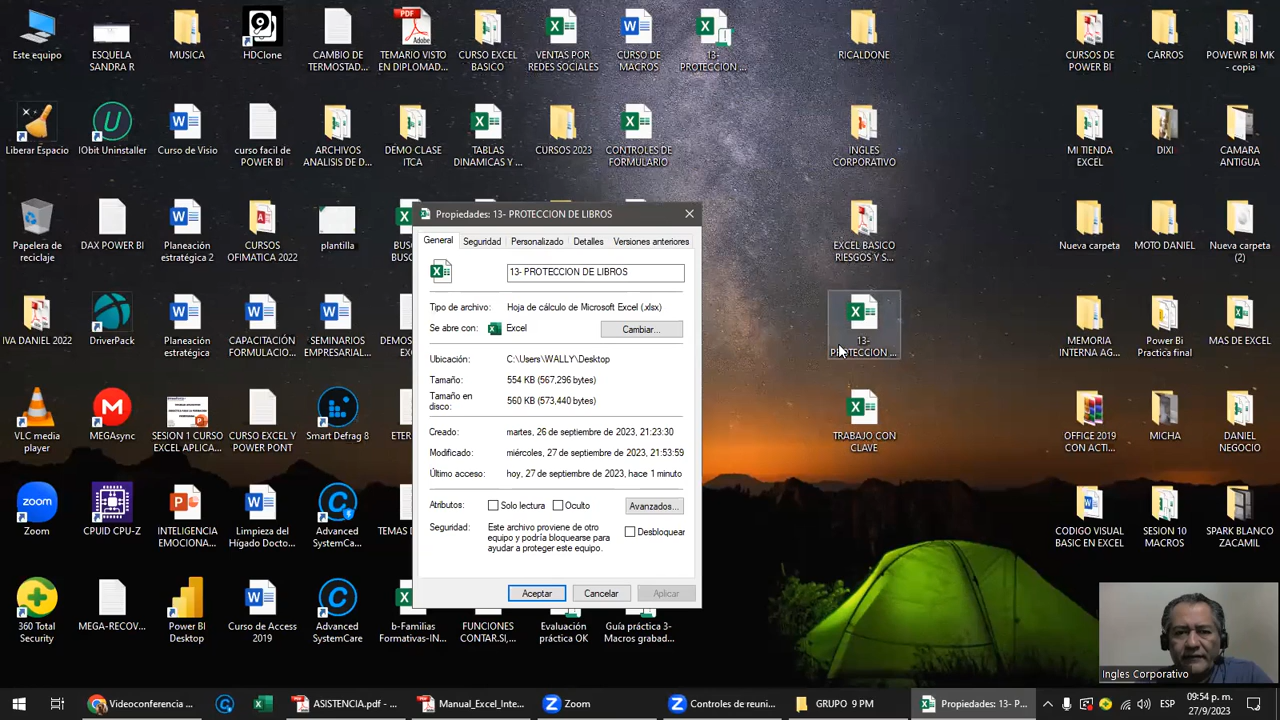 ste equipo
ESQUELA
SANDRA R
MUSICA
HDClone
CAMBIO DE
TERMOSTAD...
TEMARIO VISTO
EN DIPLOMAD...
CURSO EXCEL
BASICO
VENTAS POR
REDES SOCIALES
CURSO DE
MACROS
13-
PROTECCION ...
RICALDONE
CURSOS DE
POWER BI
CARROS
POWEWR BI MK
- copia
Liberar Espacio
IObit Uninstaller
Curso de Visio
curso facil de
POWER BI
ARCHIVOS
ANALISIS DE D...
DEMO CLASE
ITCA
TABLAS
DINAMICAS Y ...
CURSOS 2023
CONTROLES DE
FORMULARIO
INGLES
CORPORATIVO
MI TIENDA
EXCEL
DIXI
CAMARA
ANTIGUA
Papelera de
reciclaje
DAX POWER BI
Planeación
estratégica 2
CURSOS
OFIMATICA 2022
plantilla
BUS
BUSC
EXCEL BASICO
RIESGOS Y S...
Nueva carpeta
MOTO DANIEL
Nueva carpeta
(2)
Propiedades: 13- PROTECCION DE LIBROS
General
Seguridad
Personalizado
Detalles
Versiones anteriores
13- PROTECCION DE LIBROS
Tipo de archivo:
Hoja de cálculo de Microsoft Excel (.xlsx)
Se abre con:
Excel
Cambiar...
Ubicación:
C:\Users\WALLY\Desktop
Tamaño:
554 KB (567,296 bytes)
Tamaño en
disco:
560 KB (573,440 bytes)
Creado:
martes, 26 de septiembre de 2023, 21:23:30
Modificado:
miércoles, 27 de septiembre de 2023, 21:53:59
Último acceso:
hoy, 27 de septiembre de 2023, hace 1 minuto
Atributos:
Solo lectura
Oculto
Avanzados...
Seguridad:
Este archivo proviene de otro
equipo y podría bloquearse para
ayudar a proteger este equipo.
Desbloquear
Aceptar
Cancelar
Aplicar
IVA DANIEL 2022
DriverPack
Planeación
estratégica
CAPACITACIÓN
FORMULACIO...
SEMINARIOS
EMPRESARIAL...
DEMOS
EXC
13-
PROTECCION ...
MEMORIA
INTERNA AG...
Power Bi
Practica final
MAS DE EXCEL
VLC media
player
MEGAsync
SESION 1 CURSO
EXCEL APLICA...
CURSO EXCEL Y
POWER PONT
Smart Defrag 8
ETER
TRABAJO CON
CLAVE
OFFICE 2019
CON ACTI...
MICHA
DANIEL
NEGOCIO
zoom
Zoom
CPUID CPU-Z
INTELIGENCIA
EMOCIONA...
Limpieza del
Hígado Docto...
Advanced
SystemCa...
TEMAS D
CODIGO VISUAL
BASIC EN EXCEL
SESION 10
MACROS
SPARK BLANCO
ZACAMIL
360 Total
Security
MEGA-RECOV...
Power BI
Desktop
Curso de Access
2019
Advanced
SystemCare
b-Familias
Formativas-IN...
FUNCIONES
CONTAR.SI,...
Evaluación
práctica OK
Guía práctica 3-
Macros grabad...
Ingles Corporativo
Videoconferencia ...
ASISTENCIA.pdf - ...
Manual_Excel_Inte...
Zoom
Controles de reuni...
GRUPO 9 PM
Propiedades: 13- P...
ESP
09:54 p. m.
27/9/2023